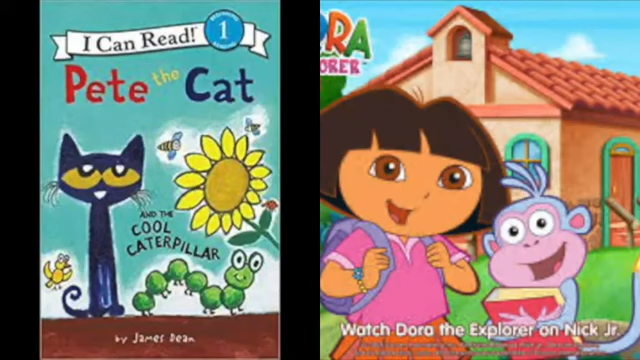 I Can Read!
1
Pete the Cat
AND THE
COOL
CATERPILLAR
by James Dean
RA
ORER
Watch Dora the Explorer on Nick Jr.